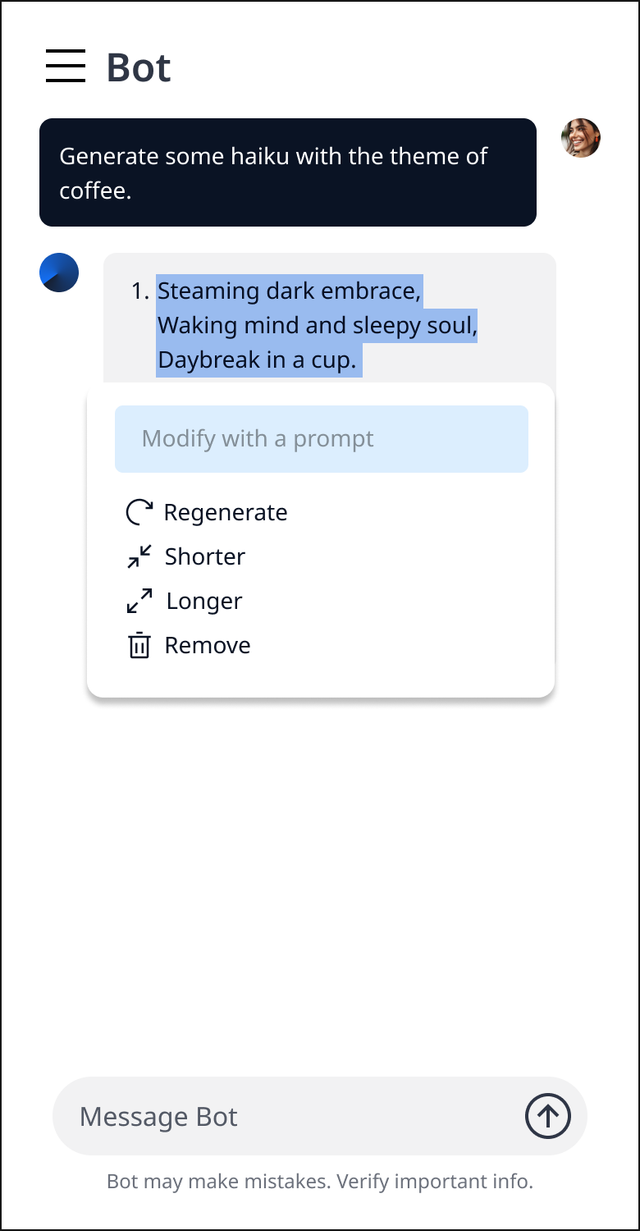 Bot
Generate some haiku with the theme of
coffee.
1. Steaming dark embrace,
Waking mind and sleepy soul,
Daybreak in a cup.
Modify with a prompt
Regenerate
Shorter
Longer
Remove
Message Bot
Bot may make mistakes. Verify important info.